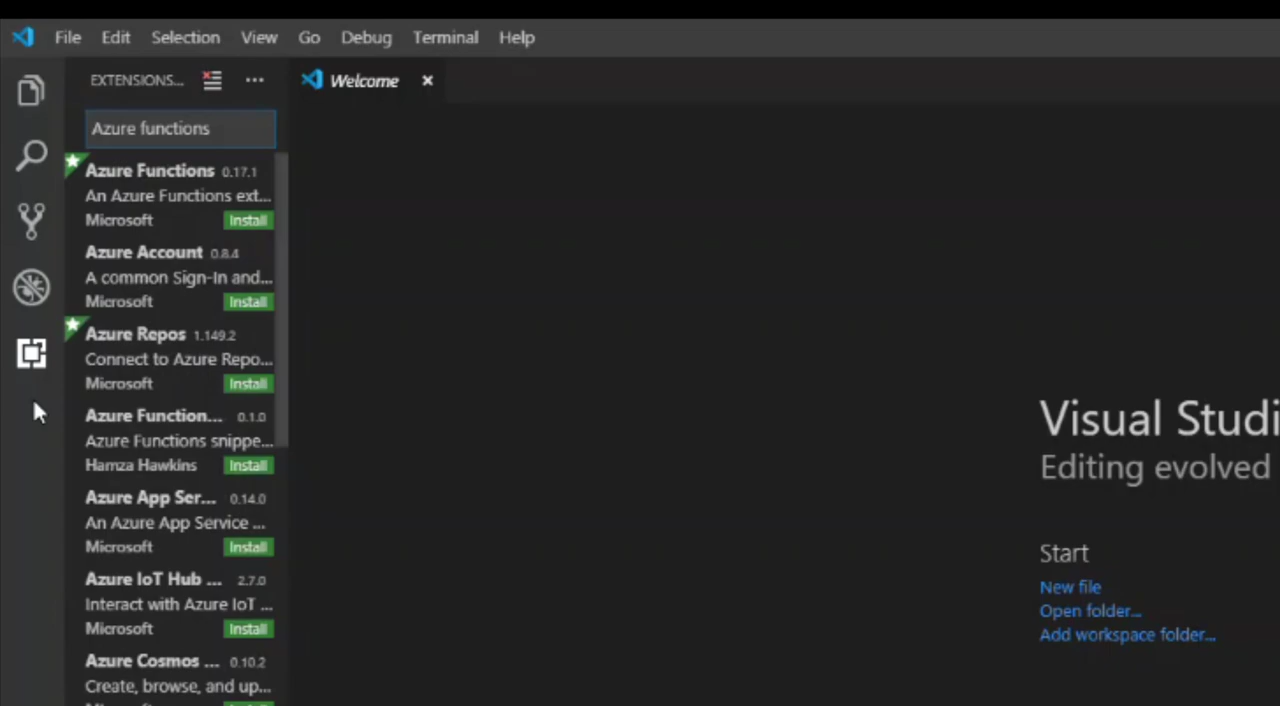 File Edit Selection View Go Debug Terminal Help
EXTENSIONS... ...
Welcome
Azure functions
Azure Functions 0.17.1
An Azure Functions ext...
Microsoft Install
Azure Account 0.8.4
A common Sign-In and...
Microsoft Install
Azure Repos 1.149.2
Connect to Azure Repo...
Microsoft Install
Azure Function... 0.1.0
Azure Functions snippe...
Hamza Hawkins Install
Azure App Ser... 0.14.0
An Azure App Service ...
Microsoft Install
Azure IoT Hub ... 2.7.0
Interact with Azure IoT ...
Microsoft Install
Azure Cosmos ... 0.10.2
Create, browse, and up...
Visual Studi
Editing evolved
Start
New file
Open folder...
Add workspace folder...